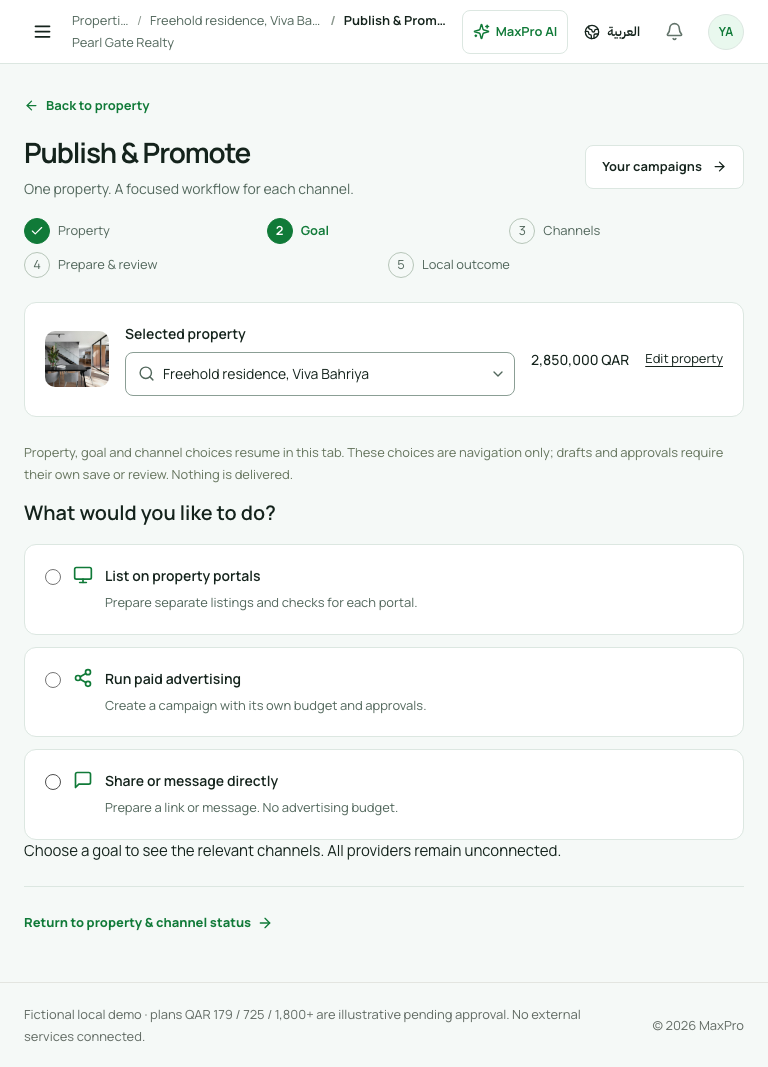 Properti... / Freehold residence, Viva Ba... / Publish & Prom...
Pearl Gate Realty
MaxPro AI
العربية
YA
Back to property
Publish & Promote
One property. A focused workflow for each channel.
Your campaigns
Property
2 Goal
3 Channels
4 Prepare & review
5 Local outcome
Selected property
Freehold residence, Viva Bahriya
2,850,000 QAR
Edit property
Property, goal and channel choices resume in this tab. These choices are navigation only; drafts and approvals require
their own save or review. Nothing is delivered.
What would you like to do?
List on property portals
Prepare separate listings and checks for each portal.
Run paid advertising
Create a campaign with its own budget and approvals.
Share or message directly
Prepare a link or message. No advertising budget.
Choose a goal to see the relevant channels. All providers remain unconnected.
Return to property & channel status
Fictional local demo · plans QAR 179 / 725 / 1,800+ are illustrative pending approval. No external
services connected.
© 2026 MaxPro